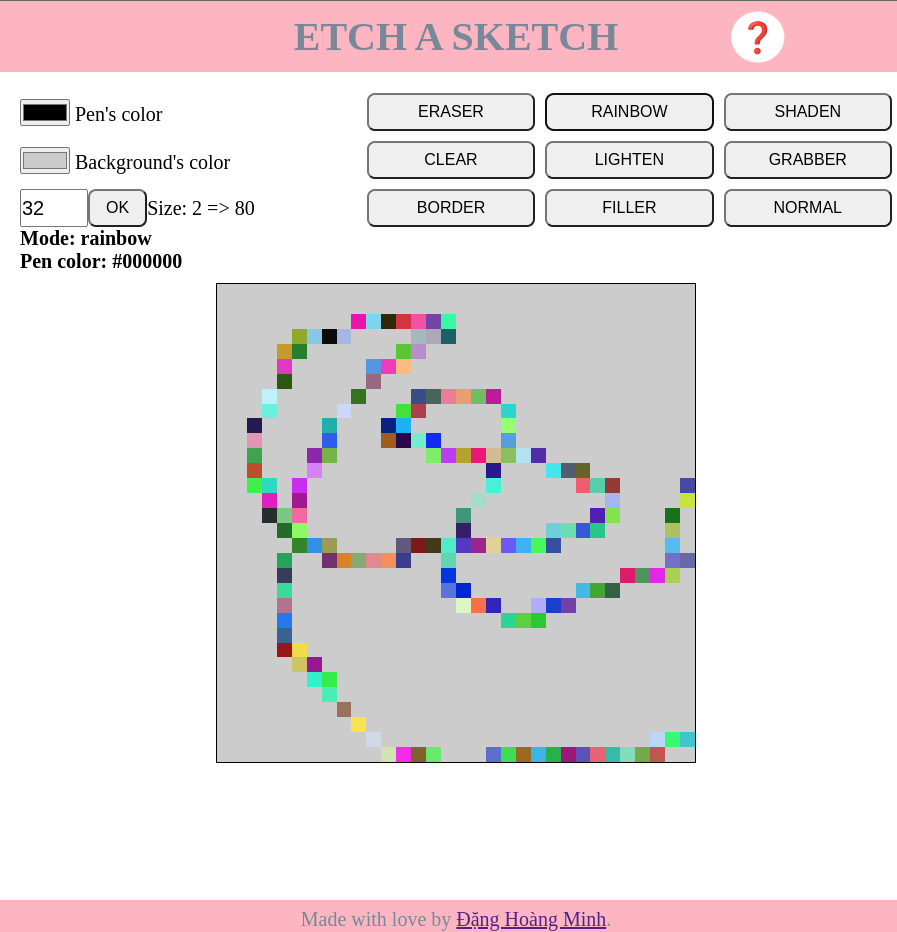 ETCH A SKETCH ❓
Pen's color
ERASER RAINBOW SHADEN
Background's color
CLEAR LIGHTEN GRABBER
32 OK Size: 2 => 80
BORDER FILLER NORMAL
Mode: rainbow
Pen color: #000000
Made with love by Đặng Hoàng Minh.